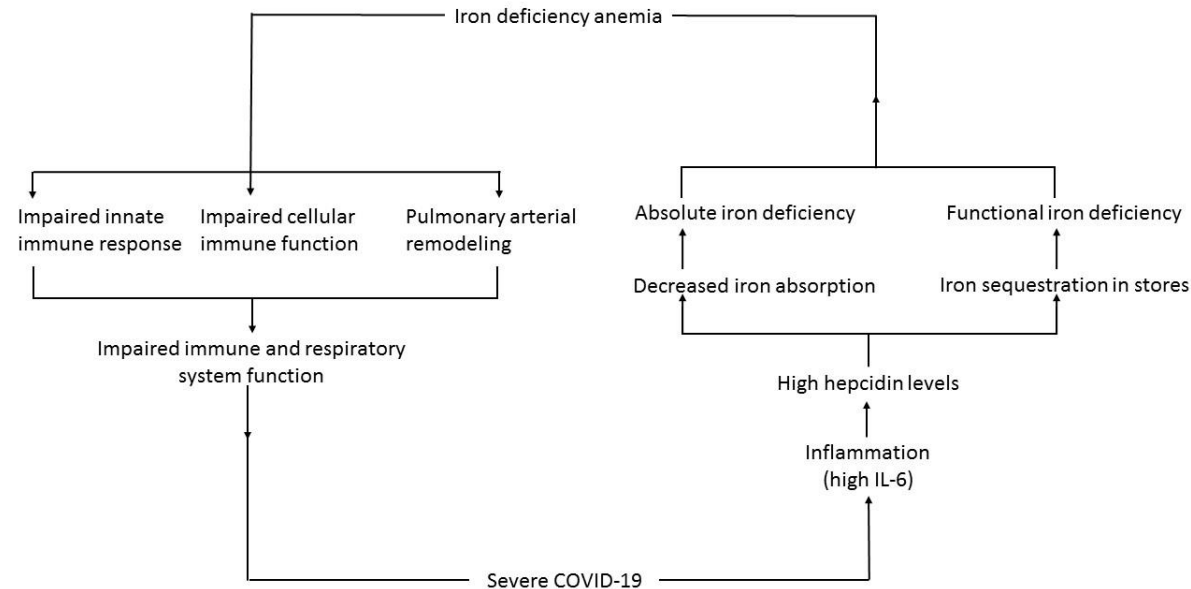 Iron deficiency anemia
Impaired innate
immune response
Impaired cellular
immune function
Pulmonary arterial
remodeling
Absolute iron deficiency
Functional iron deficiency
Decreased iron absorption
Iron sequestration in stores
Impaired immune and respiratory
system function
High hepcidin levels
Inflammation
(high IL-6)
Severe COVID-19